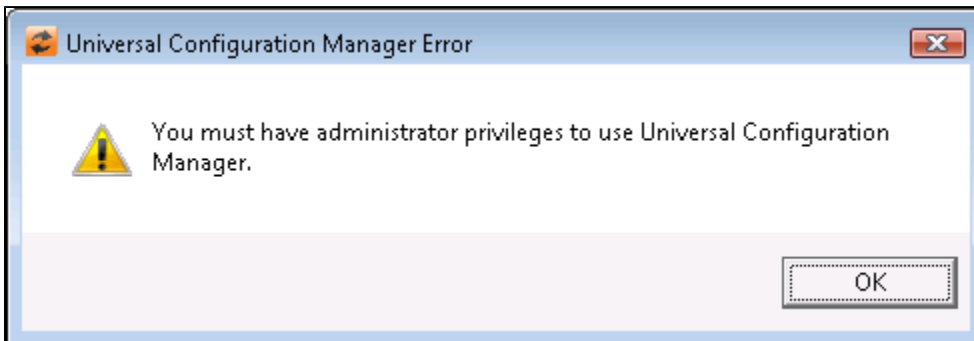 Universal Configuration Manager Error
You must have administrator privileges to use Universal Configuration
Manager.
OK